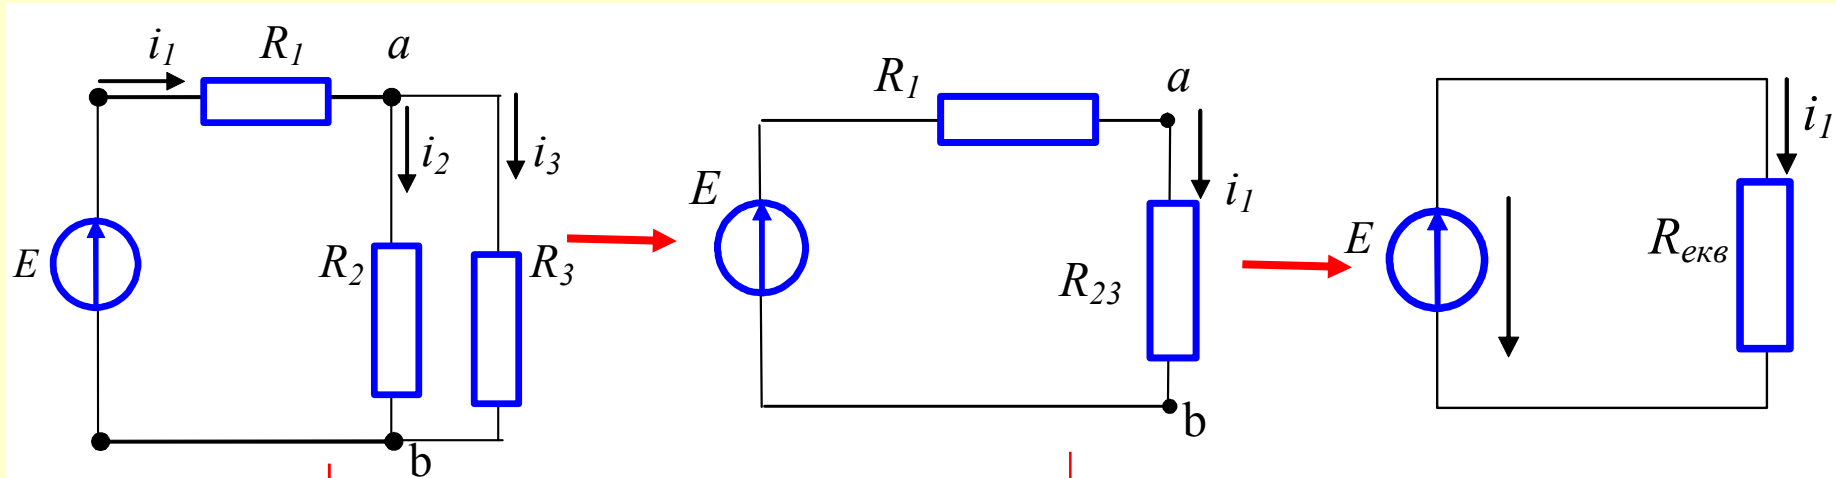 i1 R1 a
i2 i3
E R2 R3
b
R1 a
E i1
R23
b
i1
E Rекв